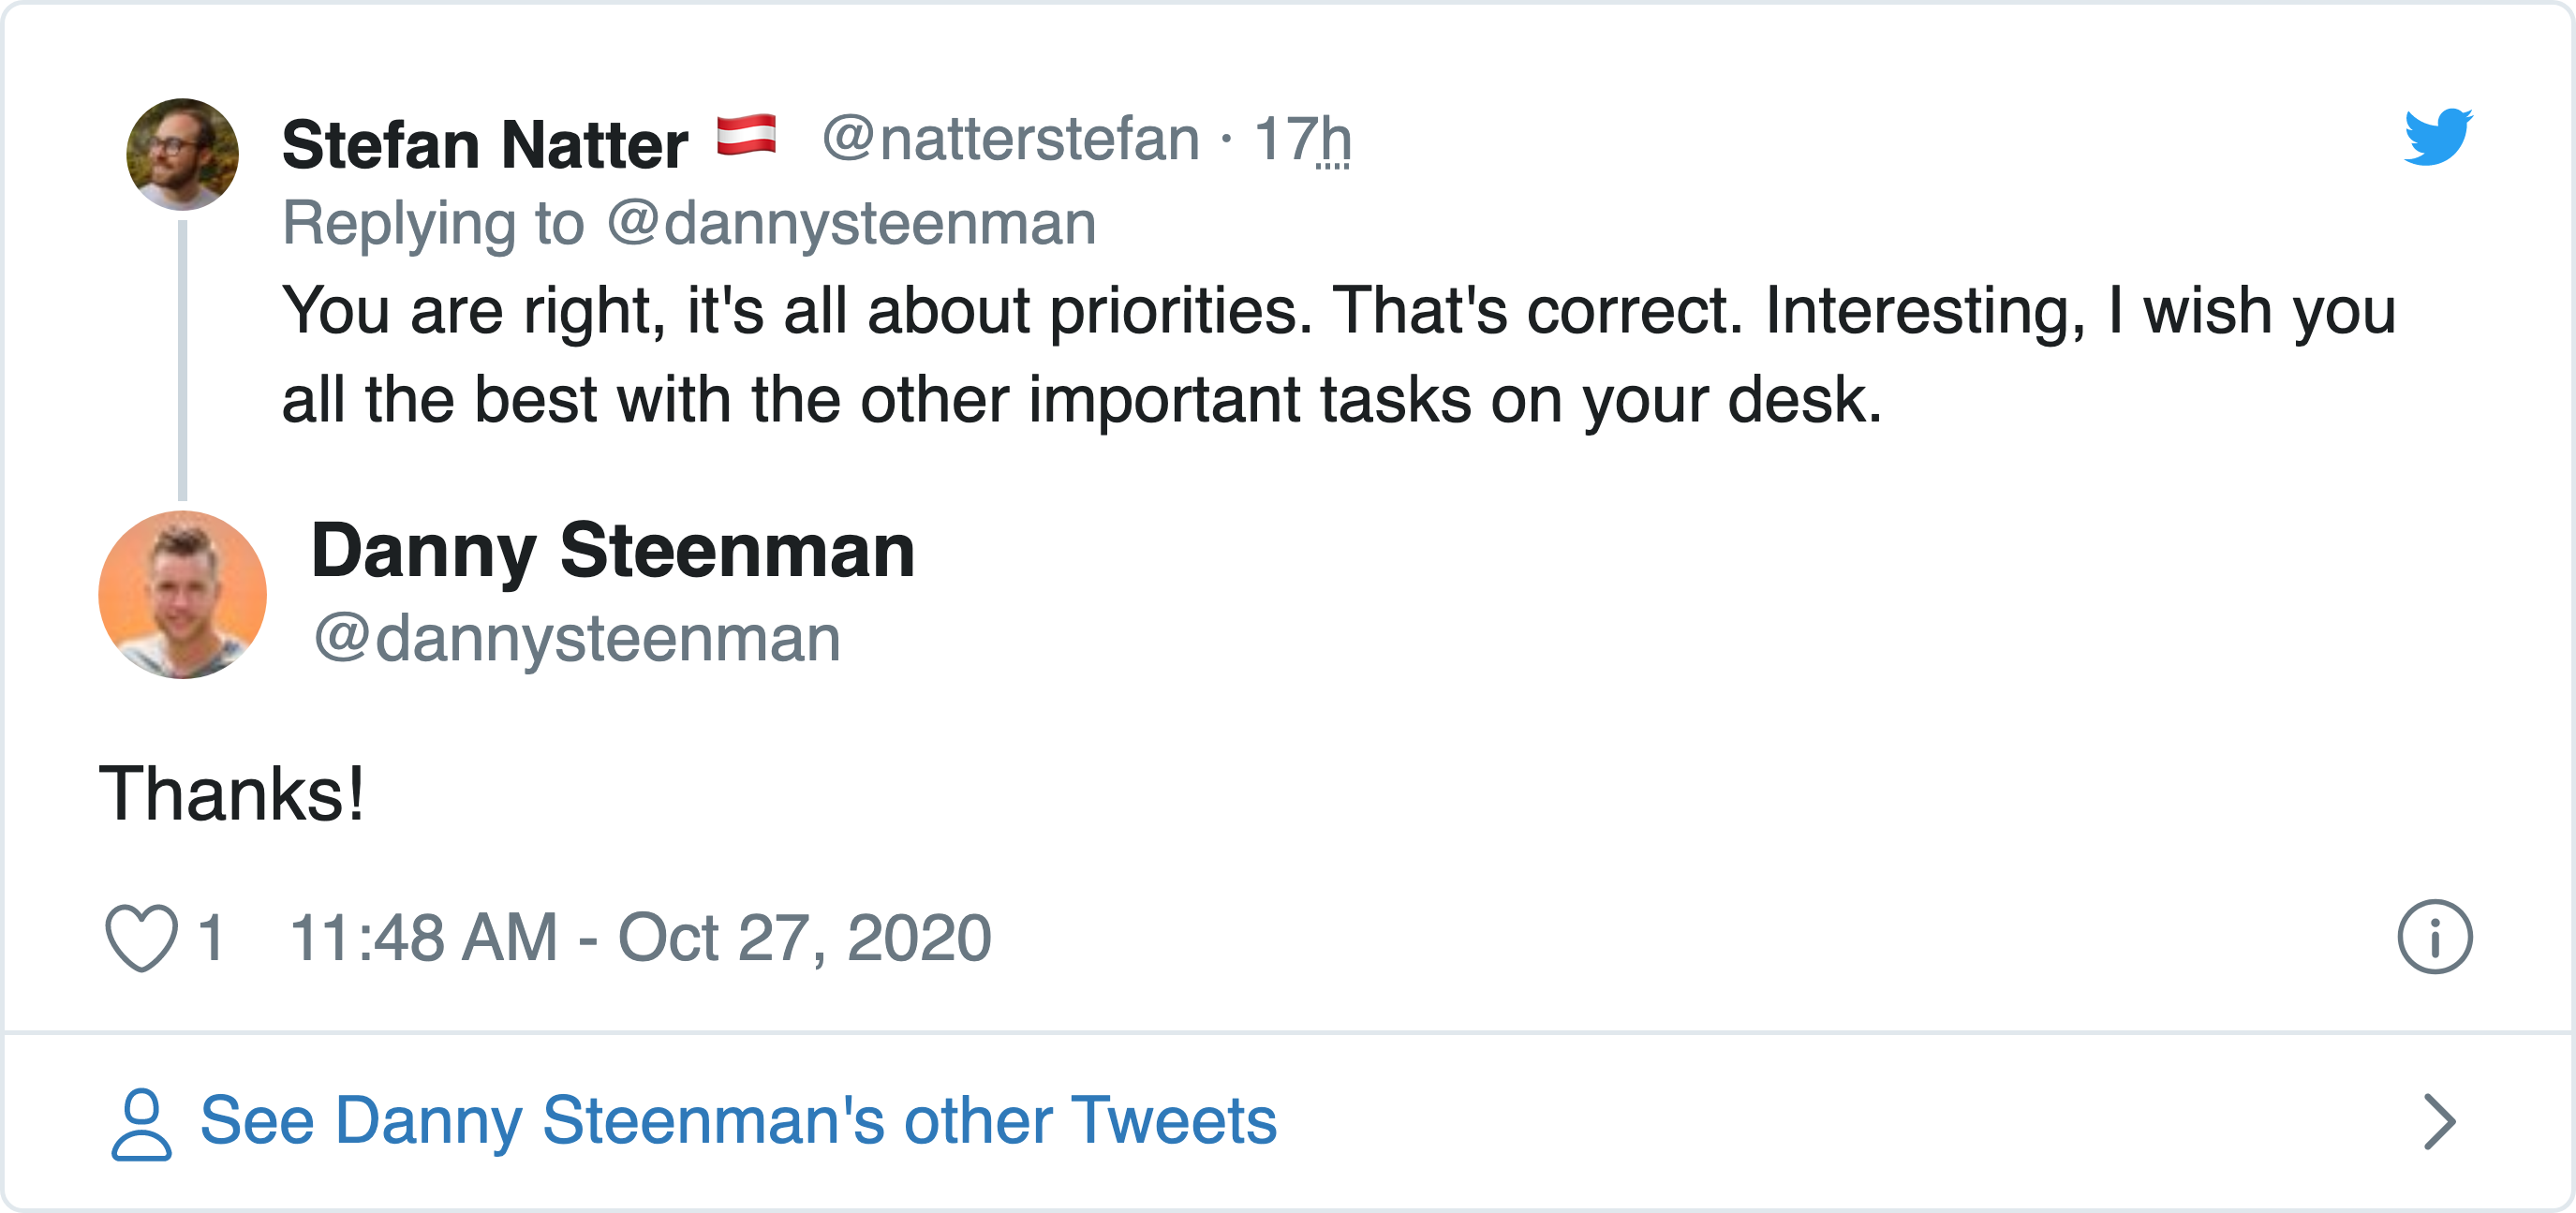 Stefan Natter 🇦🇹 @natterstefan · 17h
Replying to @dannysteenman
You are right, it's all about priorities. That's correct. Interesting, I wish you
all the best with the other important tasks on your desk.
Danny Steenman
@dannysteenman
Thanks!
1 11:48 AM - Oct 27, 2020
See Danny Steenman's other Tweets